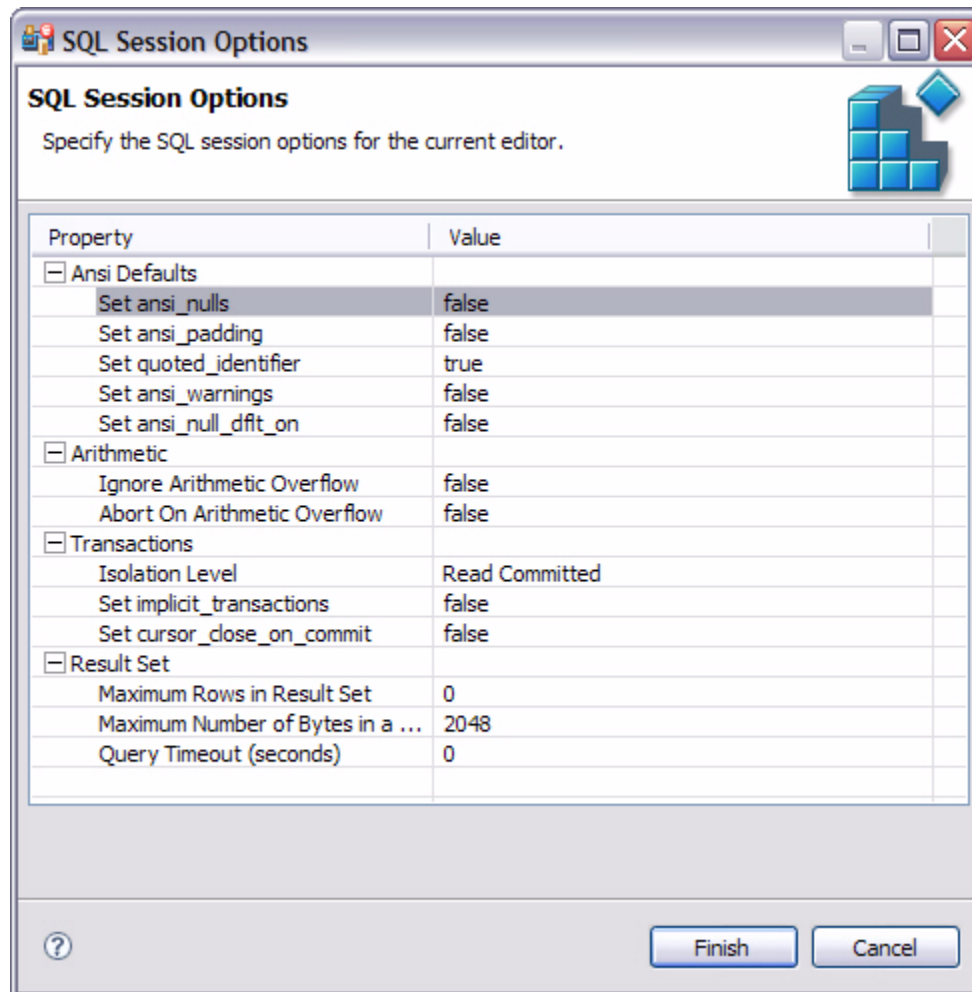 SQL Session Options
SQL Session Options
Specify the SQL session options for the current editor.
Property Value
Ansi Defaults
Set ansi_nulls false
Set ansi_padding false
Set quoted_identifier true
Set ansi_warnings false
Set ansi_null_dflt_on false
Arithmetic
Ignore Arithmetic Overflow false
Abort On Arithmetic Overflow false
Transactions
Isolation Level Read Committed
Set implicit_transactions false
Set cursor_close_on_commit false
Result Set
Maximum Rows in Result Set 0
Maximum Number of Bytes in a ... 2048
Query Timeout (seconds) 0
Finish Cancel